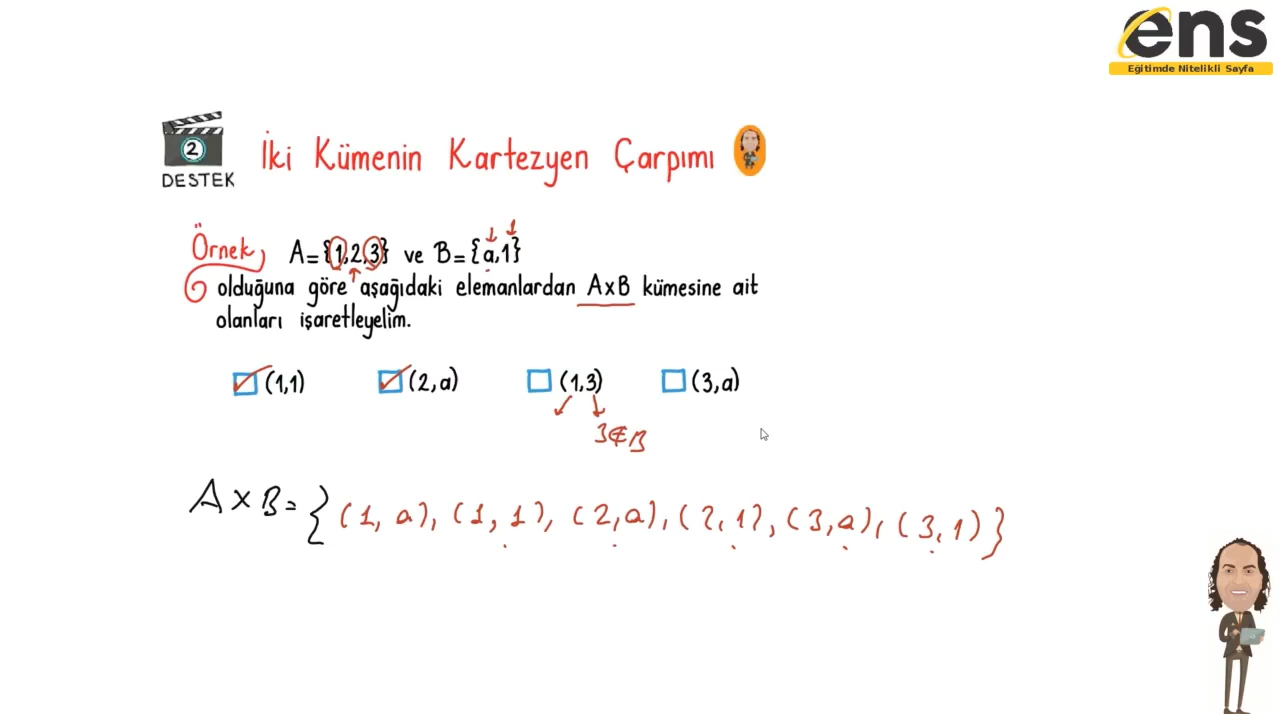 ens
Eğitimde Nitelikli Sayfa
2
DESTEK
İki Kümenin Kartezyen Çarpımı
Örnek, A={1,2,3} ve B={a,1}
olduğuna göre aşağıdaki elemanlardan AxB kümesine ait
olanları işaretleyelim.
(1,1) (2,a) (1,3) (3,a)
3∉B
AxB={(1,a),(1,1),(2,a),(2,1),(3,a),(3,1)}